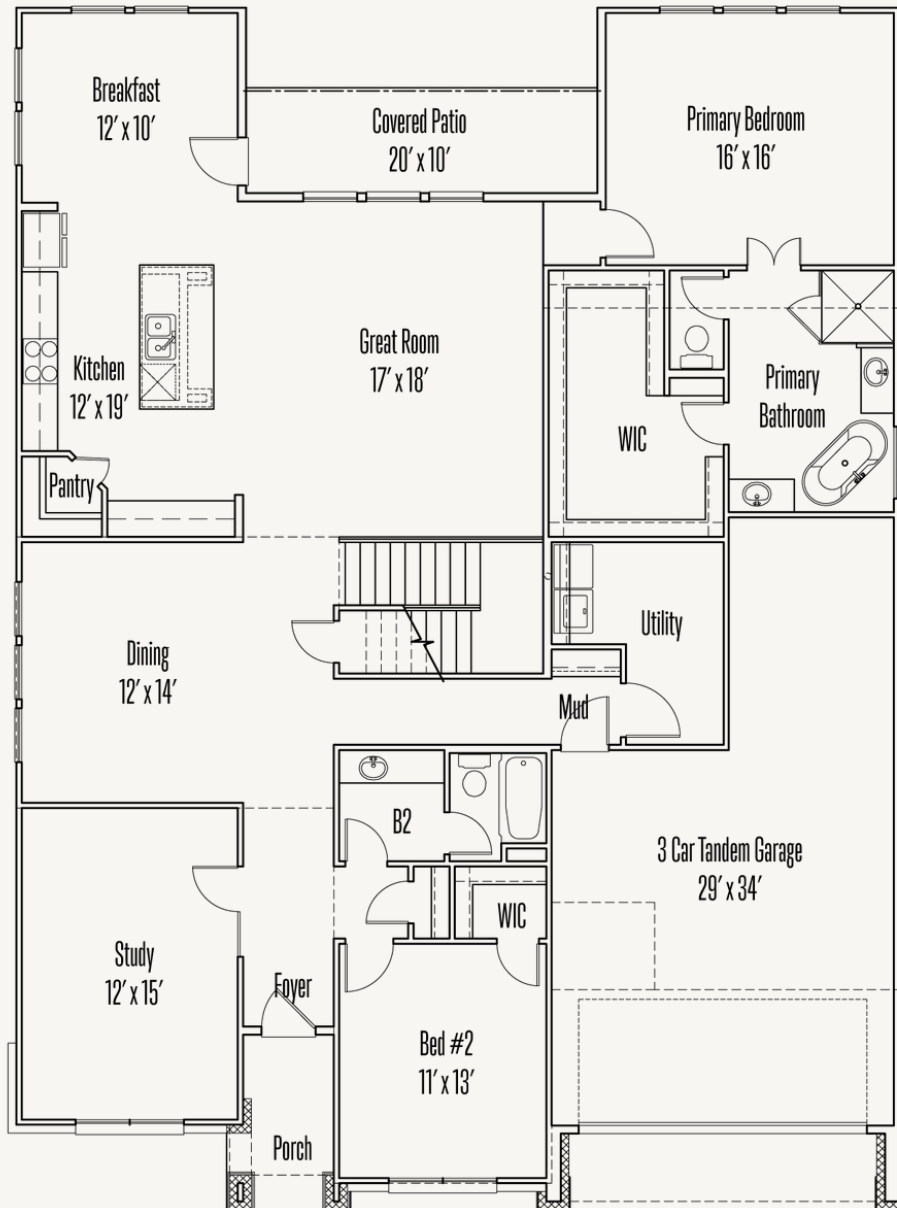 Breakfast
12' x 10'
Covered Patio
20' x 10'
Primary Bedroom
16' x 16'
Kitchen
12' x 19'
Great Room
17' x 18'
Primary
Bathroom
WIC
Pantry
Utility
Dining
12' x 14'
Mud
B2
3 Car Tandem Garage
29' x 34'
WIC
Study
12' x 15'
Foyer
Bed #2
11' x 13'
Porch